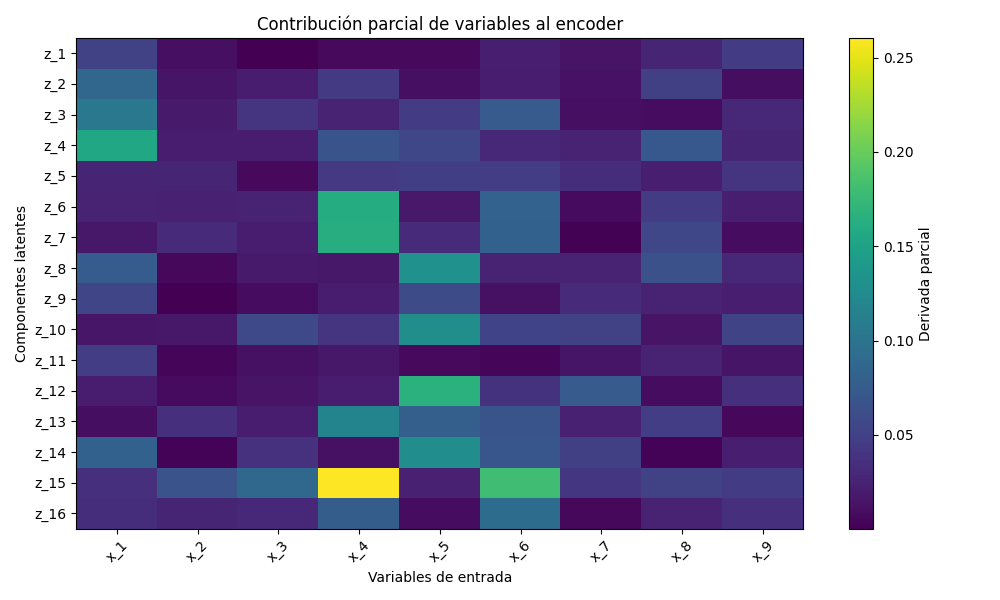 Contribución parcial de variables al encoder
z_1
z_2
z_3
z_4
z_5
z_6
z_7
z_8
z_9
z_10
z_11
z_12
z_13
z_14
z_15
z_16
Componentes latentes
x_1 x_2 x_3 x_4 x_5 x_6 x_7 x_8 x_9
Variables de entrada
0.25
0.20
0.15
0.10
0.05
Derivada parcial